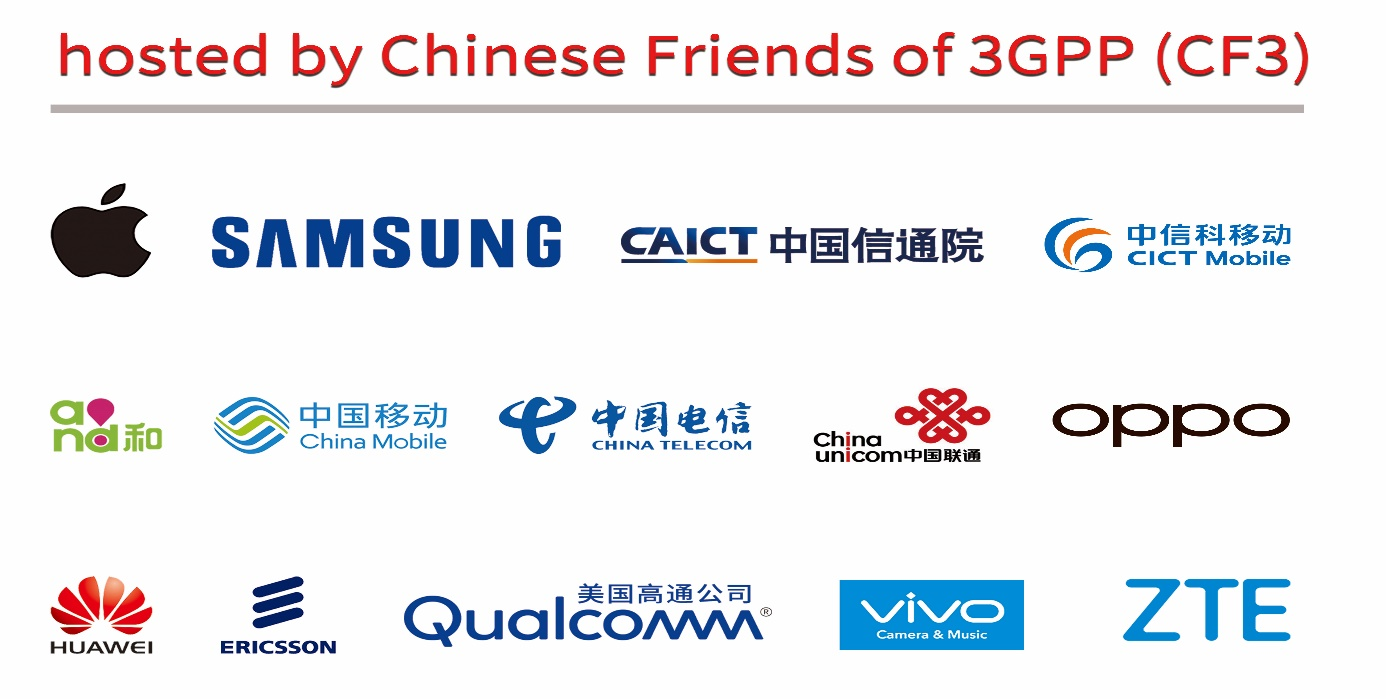 hosted by Chinese Friends of 3GPP (CF3)
SAMSUNG
CAICT 中国信通院
中信科移动
CICT Mobile
and和
中国移动
China Mobile
中国电信
CHINA TELECOM
China
unicom中国联通
oppo
HUAWEI
ERICSSON
美国高通公司
Qualcomm®
vivo
Camera & Music
ZTE